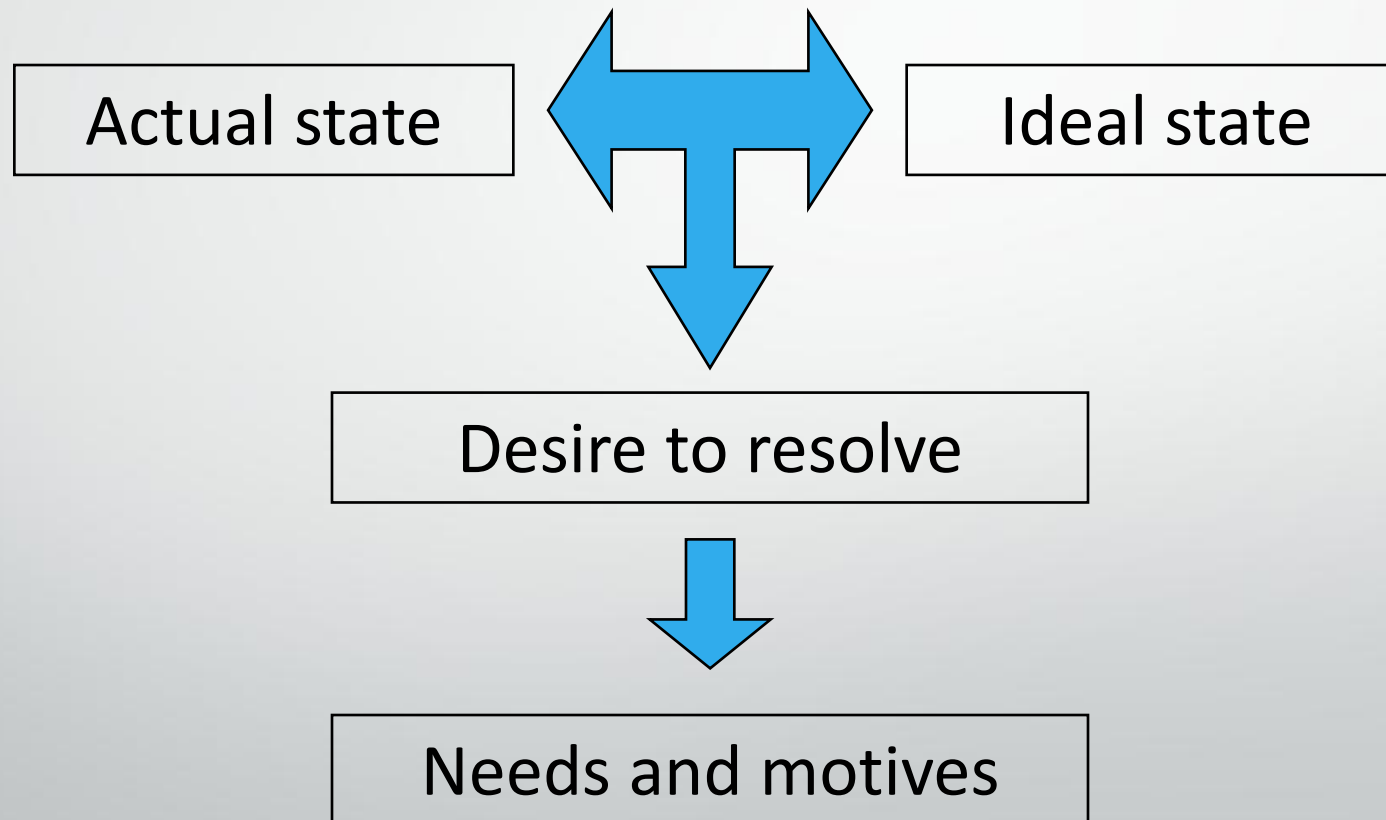 Actual state
Ideal state
Desire to resolve
Needs and motives